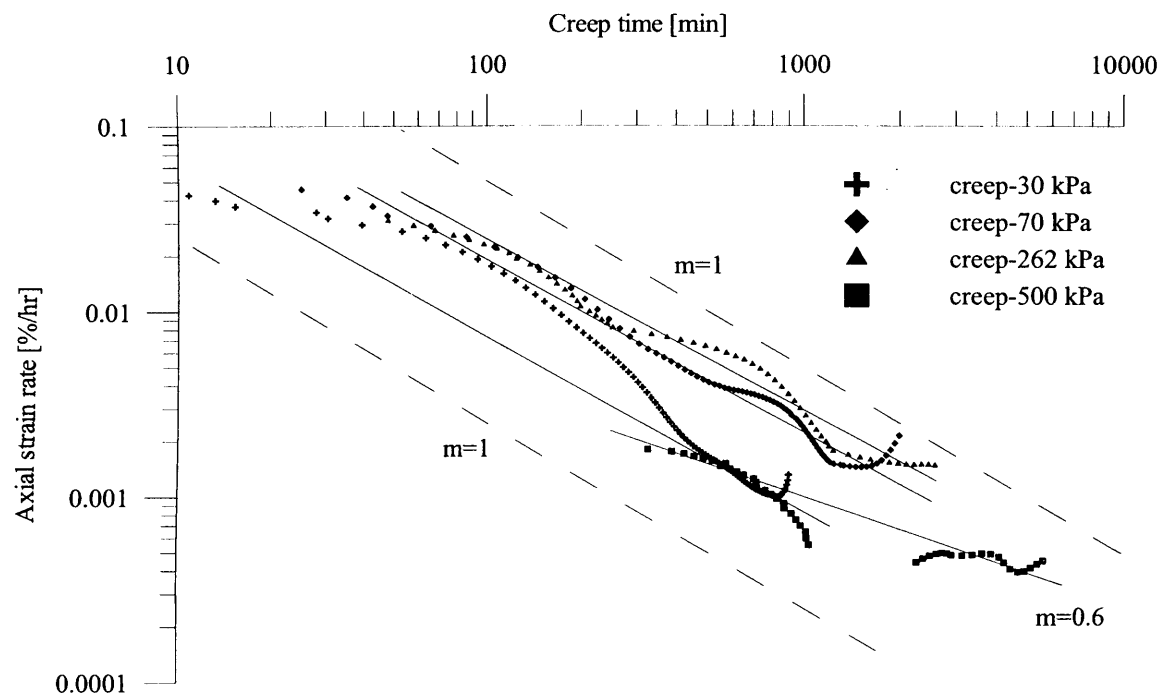 Creep time [min]
10 100 1000 10000
0.1
creep-30 kPa
creep-70 kPa
m=1
creep-262 kPa
creep-500 kPa
0.01
Axial strain rate [%/hr]
m=1
0.001
m=0.6
0.0001